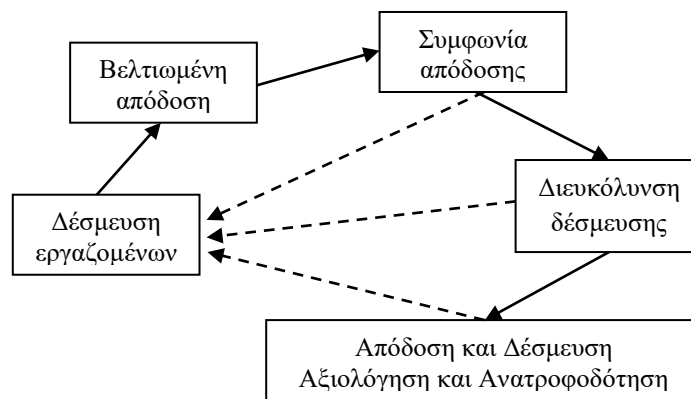 Συμφωνία
απόδοσης
Βελτιωμένη
απόδοση
Διευκόλυνση
δέσμευσης
Δέσμευση
εργαζομένων
Απόδοση και Δέσμευση
Αξιολόγηση και Ανατροφοδότηση